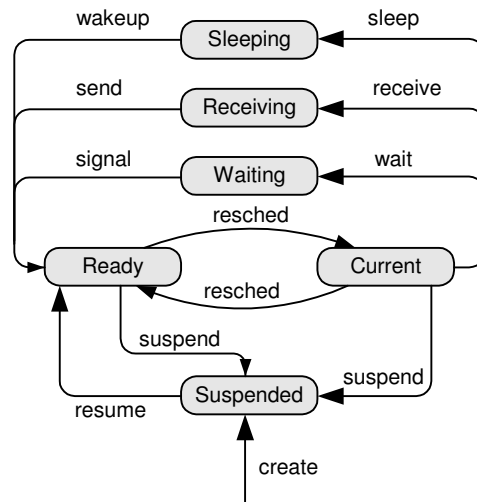 wakeup
Sleeping
sleep
send
Receiving
receive
signal
Waiting
wait
resched
Ready
Current
resched
suspend
suspend
Suspended
resume
create